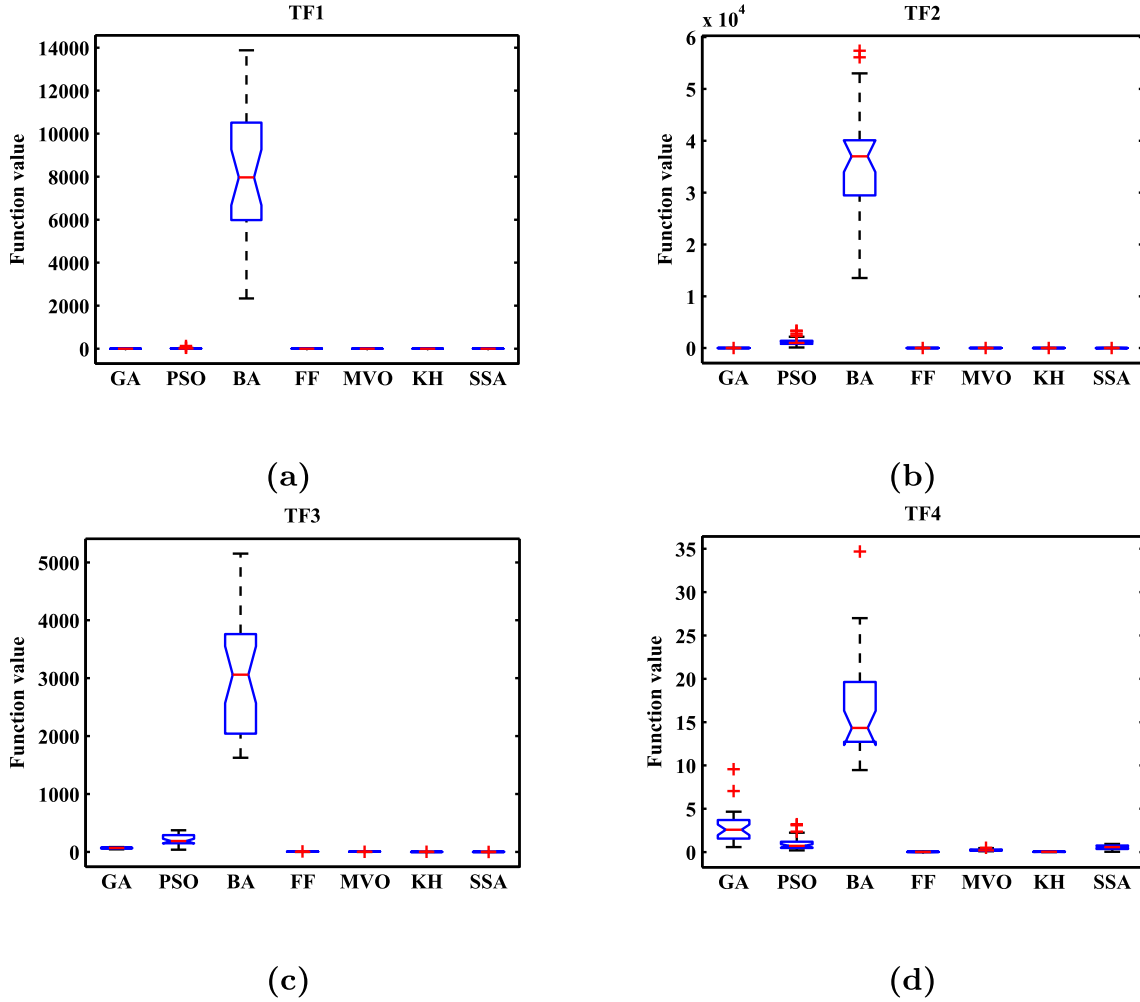 TF1
14000
12000
10000
8000
6000
4000
2000
0
Function value
GA PSO BA FF MVO KH SSA
(a)
TF2
x 10^4
6
5
4
3
2
1
0
Function value
GA PSO BA FF MVO KH SSA
(b)
TF3
5000
4000
3000
2000
1000
0
Function value
GA PSO BA FF MVO KH SSA
(c)
TF4
35
30
25
20
15
10
5
0
Function value
GA PSO BA FF MVO KH SSA
(d)